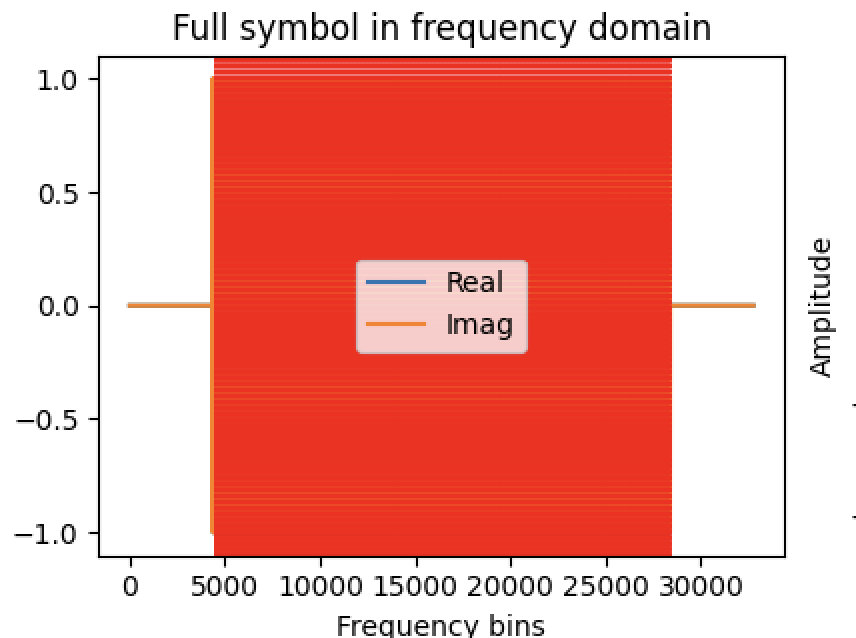 Full symbol in frequency domain
1.0
0.5
0.0
−0.5
−1.0
Real
Imag
0 5000 10000 15000 20000 25000 30000
Frequency bins
Amplitude